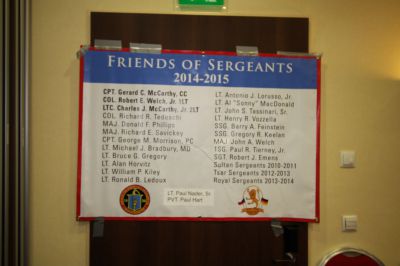 FRIENDS OF SERGEANTS
2014-2015
CPT. Gerard C. McCarthy, CC
COL. Robert E. Welch, Jr. 1LT
LTC. Charles J. McCarthy, Jr. 2LT
COL. Richard R. Tedeschi
MAJ. Donald F. Phillips
MAJ. Richard E. Savickey
CPT. George M. Morrison, PC
LT. Michael J. Bradbury, MD
LT. Bruce G. Gregory
LT. Alan Horvitz
LT. William P. Kiley
LT. Ronald B. Ledoux
LT. Antonio J. Lorusso, Jr.
LT. Al "Sonny" MacDonald
LT. John S. Tassinari, Sr.
LT. Henry R. Vozzella
SSG. Berry A. Feinstein
SSG. Gregory R. Keelan
MAJ. John A. Welch
1SG. Paul R. Tierney, Jr.
SGT. Robert J. Emens
Sultan Sergeants 2010-2011
Tsar Sergeants 2012-2013
Royal Sergeants 2013-2014
LT. Paul Nader, Sr.
PVT. Paul Hart